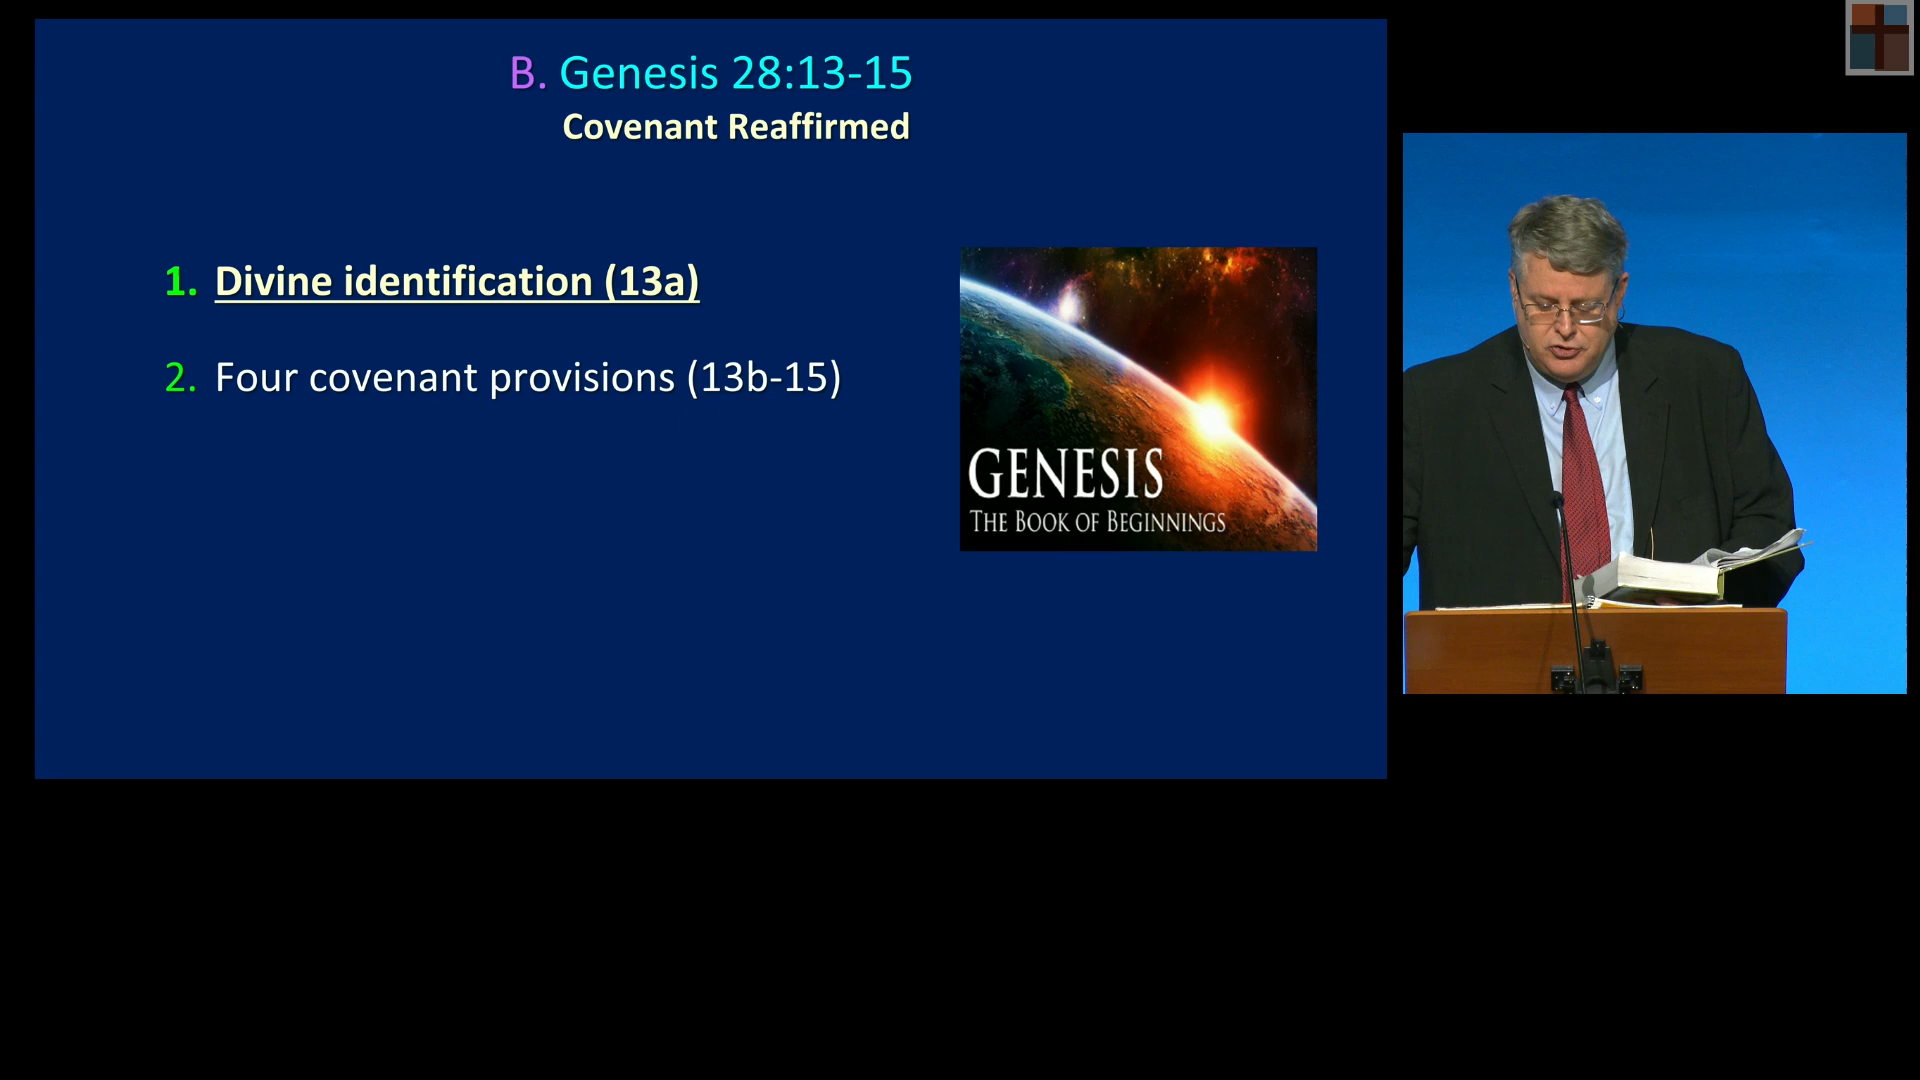 B. Genesis 28:13-15
Covenant Reaffirmed
1. Divine identification (13a)
2. Four covenant provisions (13b-15)
GENESIS
THE BOOK OF BEGINNINGS